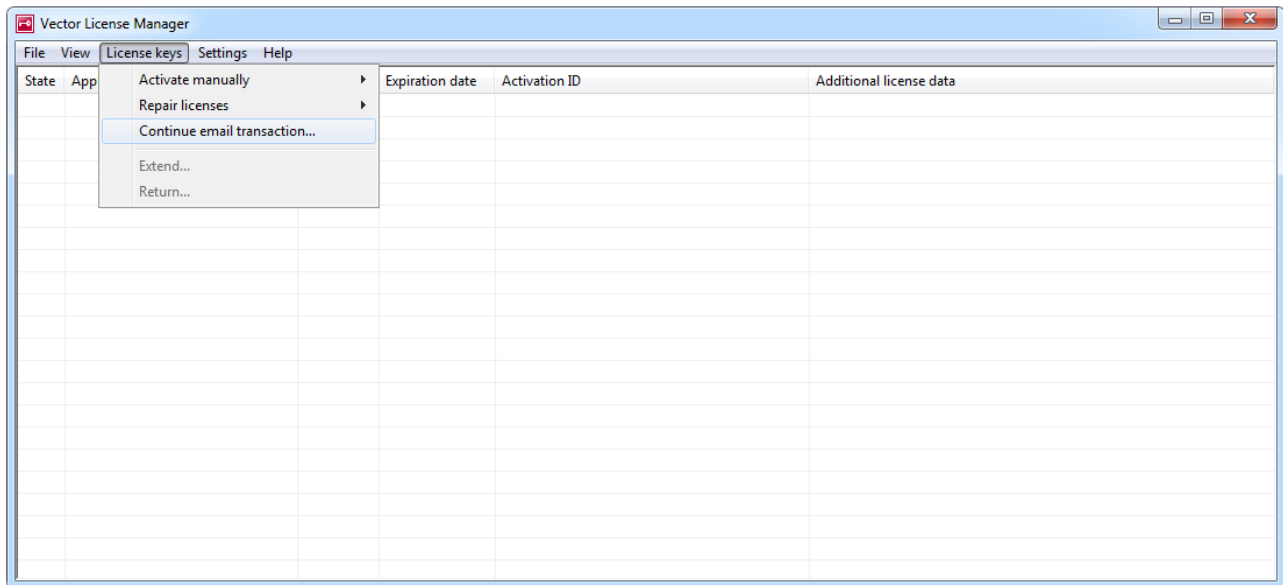 Vector License Manager
File View License keys Settings Help
State App Expiration date Activation ID Additional license data
Activate manually
Repair licenses
Continue email transaction...
Extend...
Return...